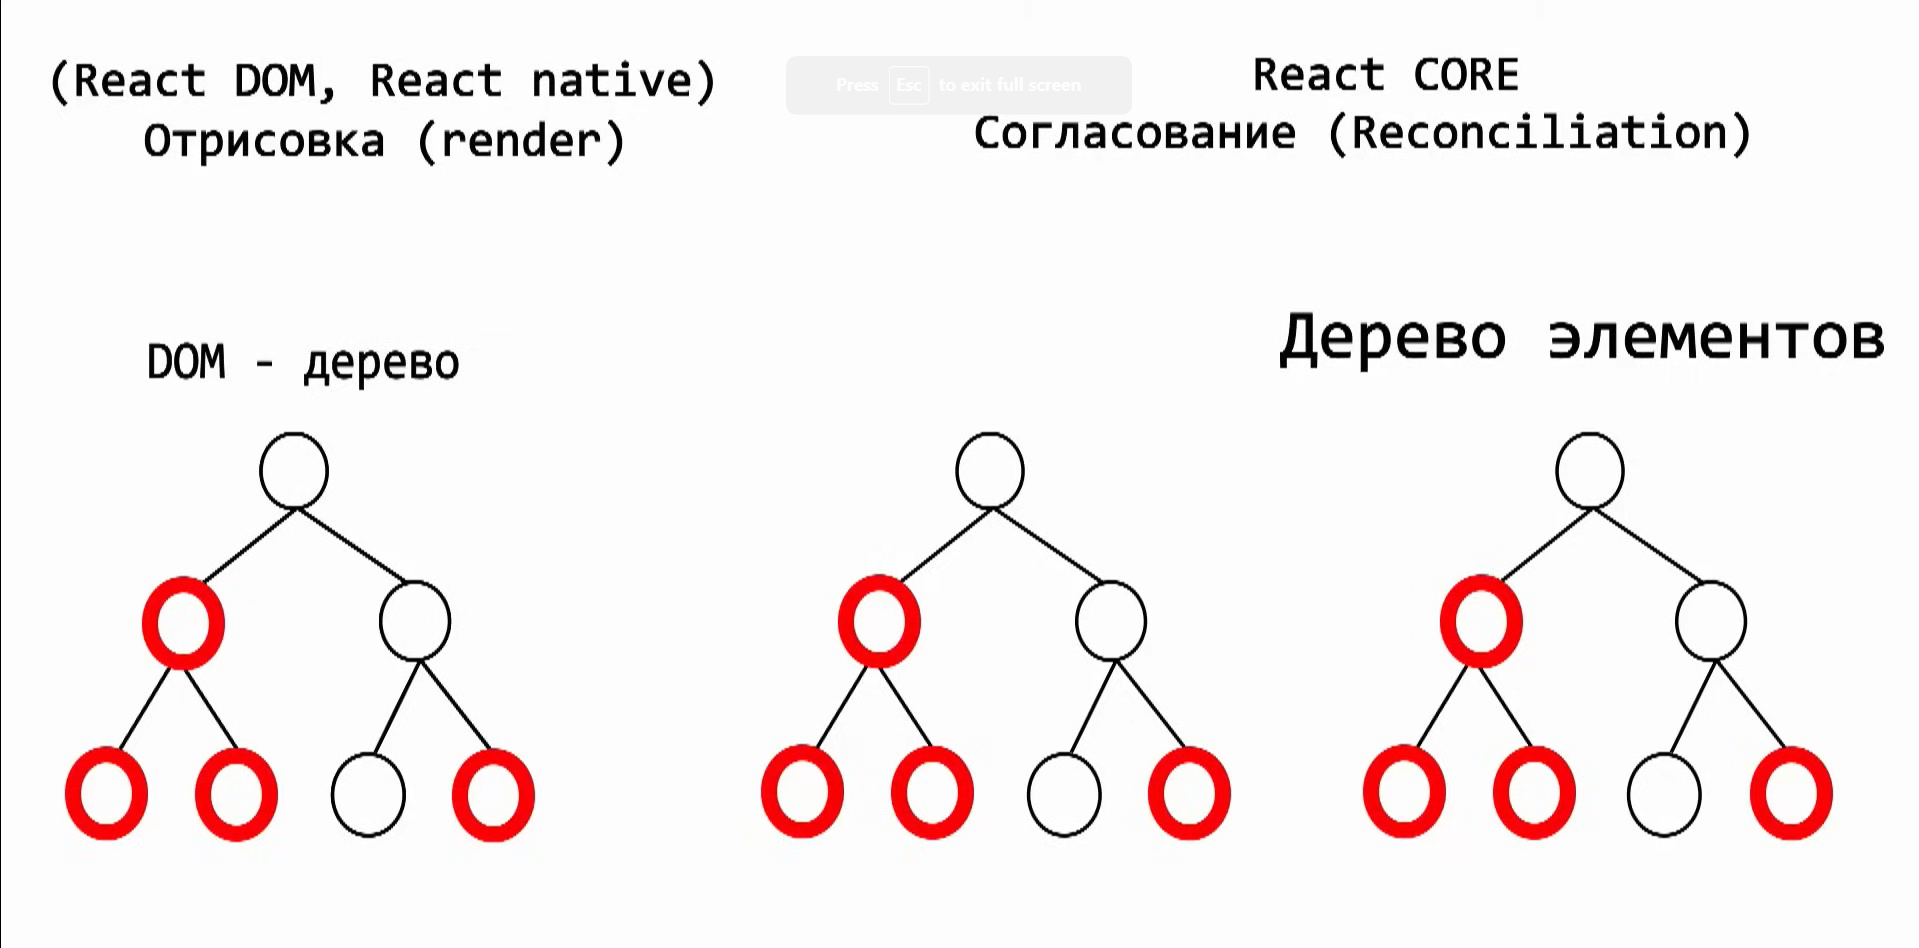 (React DOM, React native)
Отрисовка (render)
Press Esc to exit full screen
React CORE
Согласование (Reconciliation)
DOM - дерево
Дерево элементов